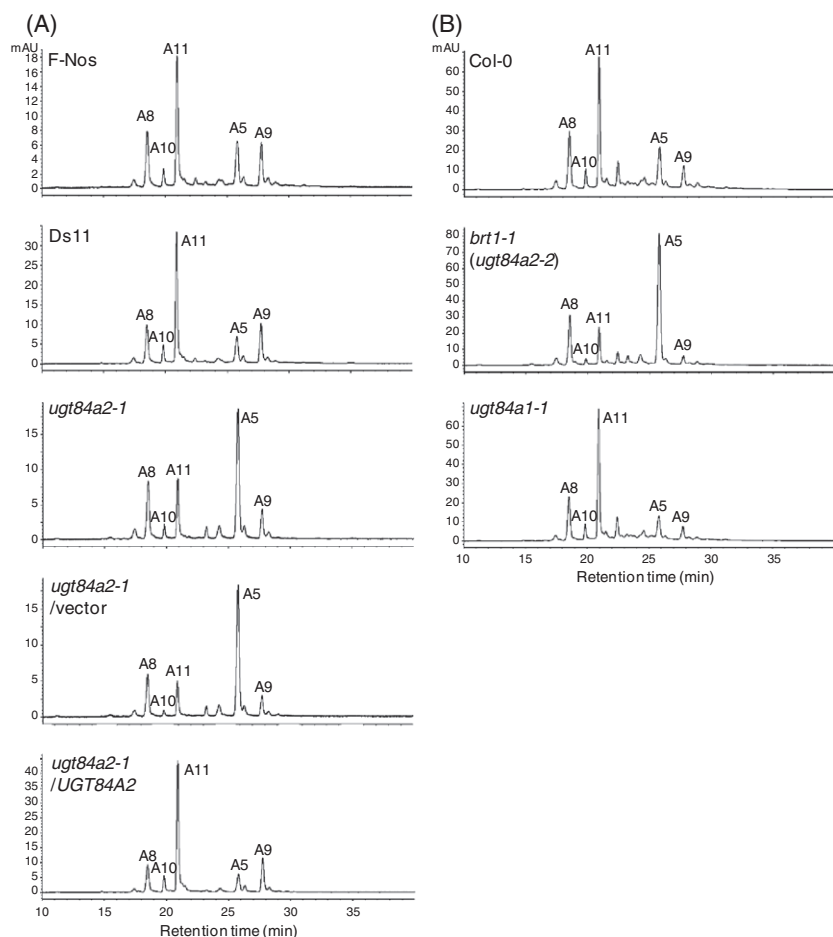 (A)
mAU
F-Nos
18
16
14
12
10
8
6
4
2
0
A8
A10
A11
A5
A9
Ds11
30
25
20
15
10
5
0
A8
A10
A11
A5
A9
ugt84a2-1
15
10
5
0
A8
A10
A11
A5
A9
ugt84a2-1
/vector
15
10
5
0
A8
A10
A11
A5
A9
ugt84a2-1
/UGT84A2
40
35
30
25
20
15
10
5
0
A8
A10
A11
A5
A9
10 15 20 25 30 35
Retention time (min)
(B)
mAU
Col-0
60
50
40
30
20
10
0
A8
A10
A11
A5
A9
brt1-1
(ugt84a2-2)
80
70
60
50
40
30
20
10
0
A8
A10
A11
A5
A9
ugt84a1-1
60
50
40
30
20
10
0
A8
A10
A11
A5
A9
10 15 20 25 30 35
Retention time (min)